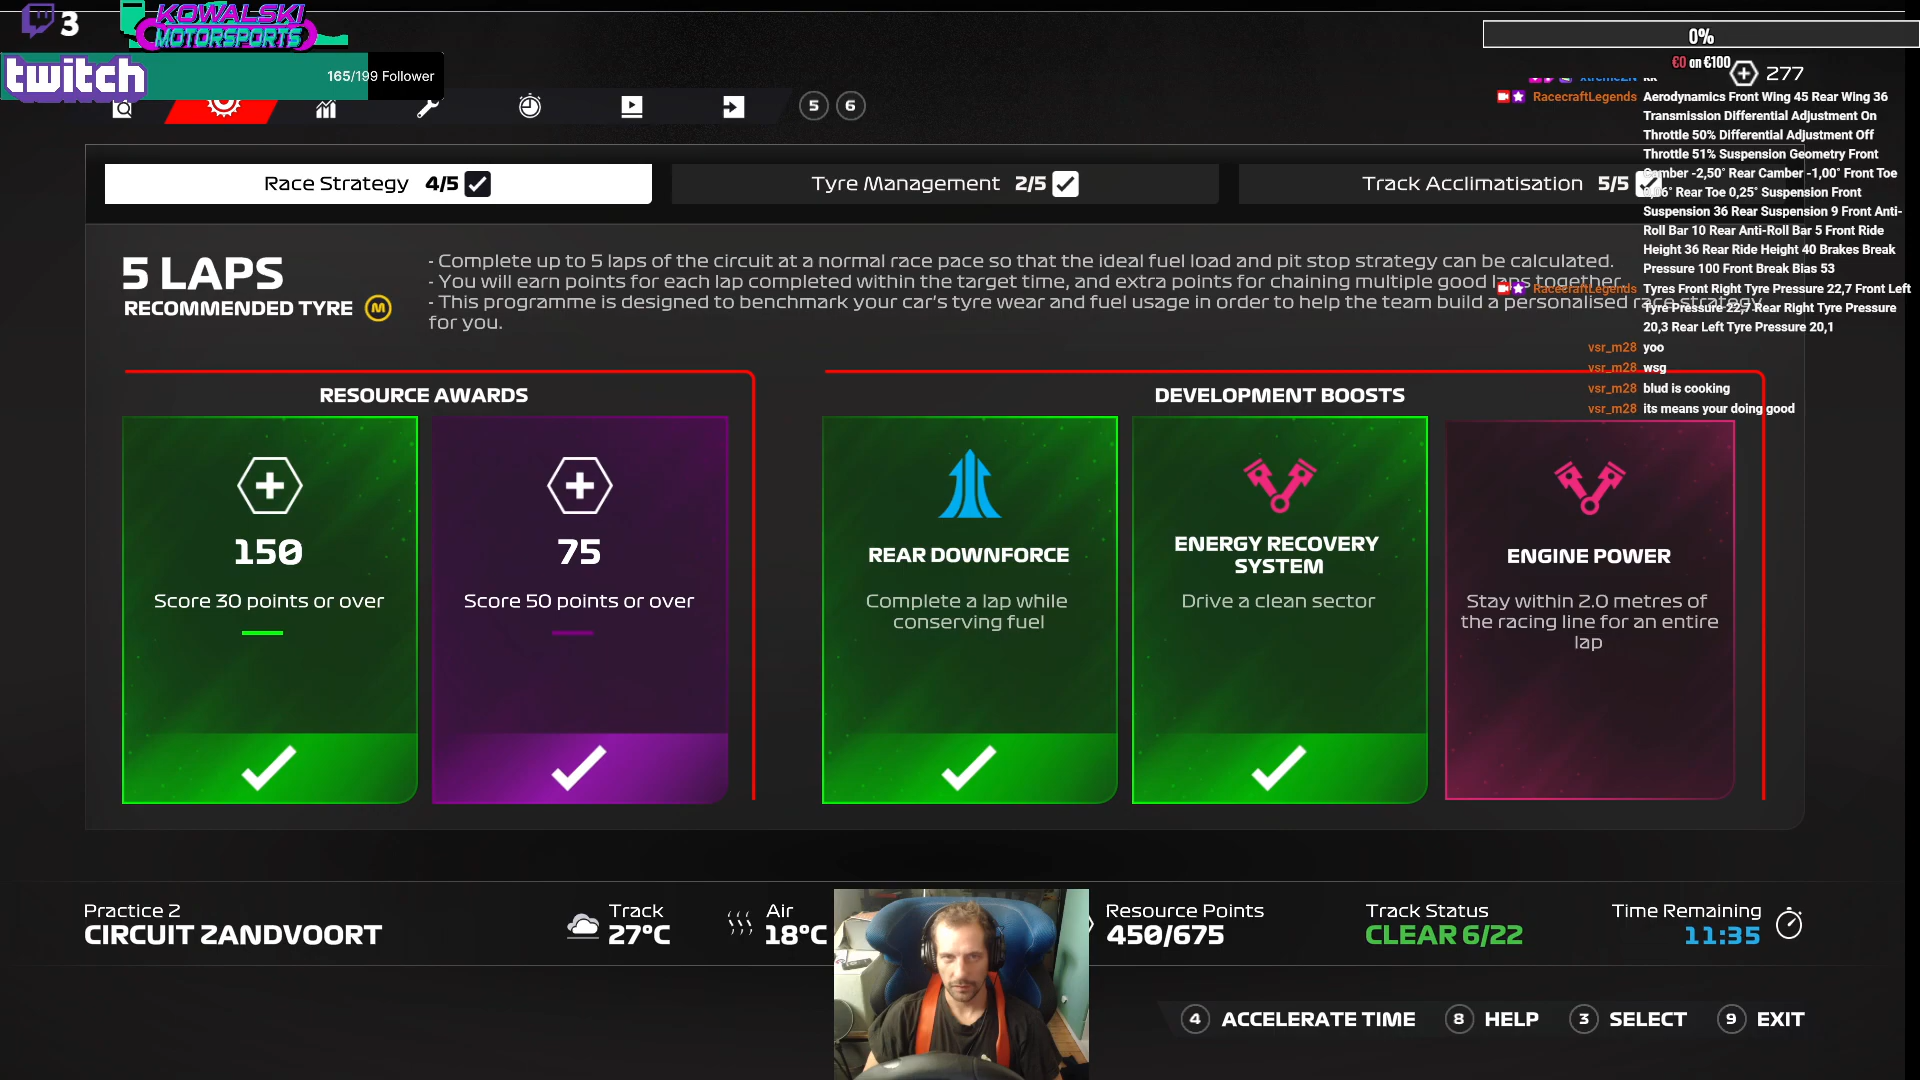 3
KOWALSKI
MOTORSPORTS
twitch
165/199 Follower
0%
€0 on €100
277
5 6
RacecraftLegends Aerodynamics Front Wing 45 Rear Wing 36
Transmission Differential Adjustment On
Throttle 50% Differential Adjustment Off
Throttle 51% Suspension Geometry Front
Camber -2,50° Rear Camber -1,00° Front Toe
0,06° Rear Toe 0,25° Suspension Front
Suspension 36 Rear Suspension 9 Front Anti-
Roll Bar 10 Rear Anti-Roll Bar 5 Front Ride
Height 36 Rear Ride Height 40 Brakes Break
Pressure 100 Front Break Bias 53
RacecraftLegends Tyres Front Right Tyre Pressure 22,7 Front Left
Tyre Pressure 22,7 Rear Right Tyre Pressure
20,3 Rear Left Tyre Pressure 20,1
vsr_m28 yoo
vsr_m28 wsg
vsr_m28 blud is cooking
vsr_m28 its means your doing good
Race Strategy 4/5
Tyre Management 2/5
Track Acclimatisation 5/5
5 LAPS
RECOMMENDED TYRE M
- Complete up to 5 laps of the circuit at a normal race pace so that the ideal fuel load and pit stop strategy can be calculated.
- You will earn points for each lap completed within the target time, and extra points for chaining multiple good laps together.
- This programme is designed to benchmark your car's tyre wear and fuel usage in order to help the team build a personalised race strategy
for you.
RESOURCE AWARDS
DEVELOPMENT BOOSTS
150
Score 30 points or over
75
Score 50 points or over
REAR DOWNFORCE
Complete a lap while
conserving fuel
ENERGY RECOVERY
SYSTEM
Drive a clean sector
ENGINE POWER
Stay within 2.0 metres of
the racing line for an entire
lap
Practice 2
CIRCUIT ZANDVOORT
Track
27°C
Air
18°C
Resource Points
450/675
Track Status
CLEAR 6/22
Time Remaining
11:35
4 ACCELERATE TIME
8 HELP
3 SELECT
9 EXIT